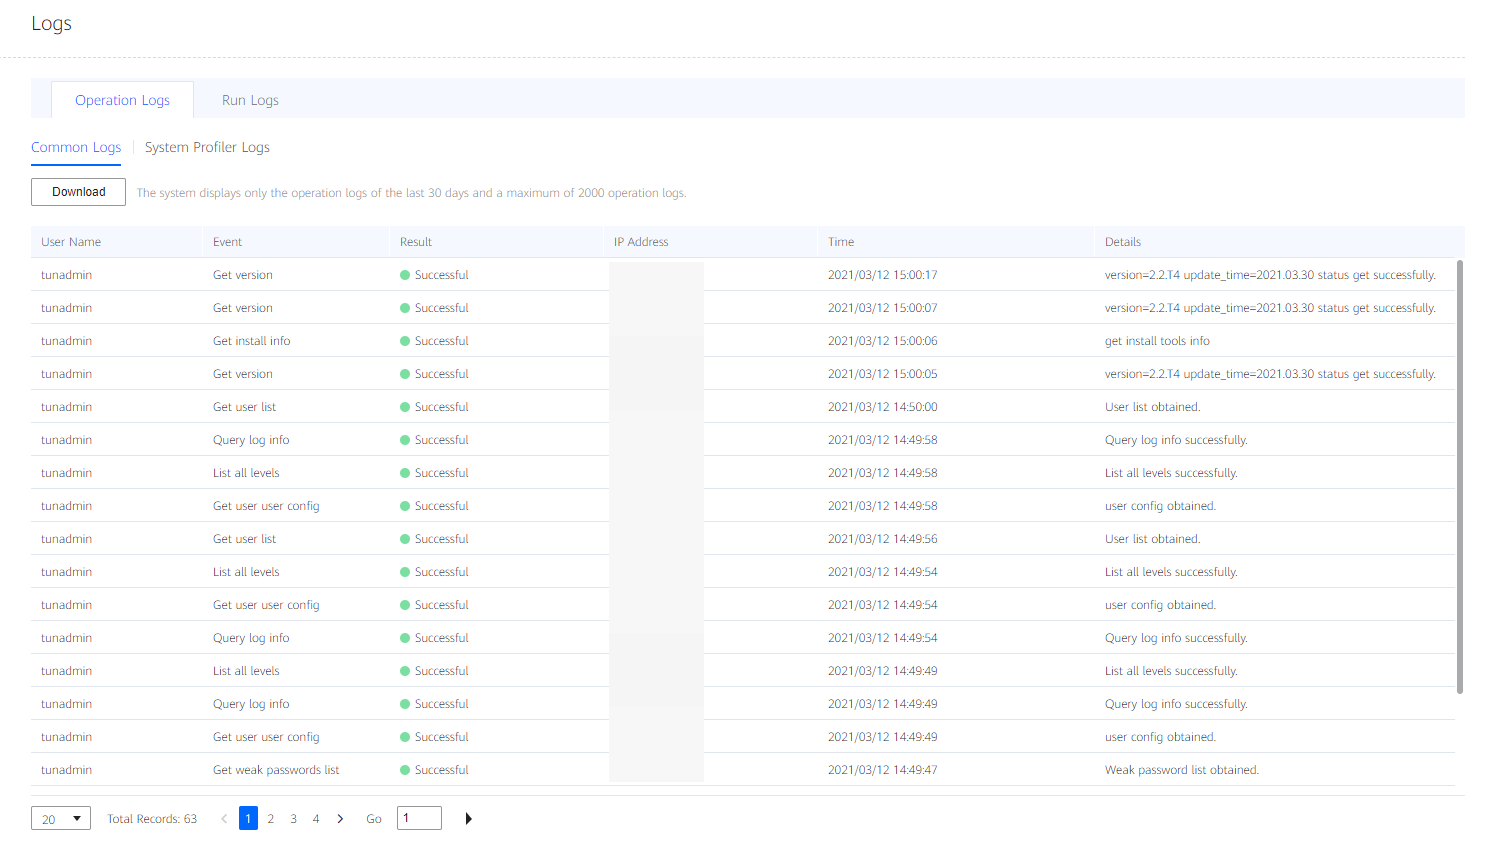 Logs
Operation Logs Run Logs
Common Logs System Profiler Logs
Download The system displays only the operation logs of the last 30 days and a maximum of 2000 operation logs.
User Name Event Result IP Address Time Details
tunadmin Get version Successful 2021/03/12 15:00:17 version=2.2.T4 update_time=2021.03.30 status get successfully.
tunadmin Get version Successful 2021/03/12 15:00:07 version=2.2.T4 update_time=2021.03.30 status get successfully.
tunadmin Get install info Successful 2021/03/12 15:00:06 get install tools info
tunadmin Get version Successful 2021/03/12 15:00:05 version=2.2.T4 update_time=2021.03.30 status get successfully.
tunadmin Get user list Successful 2021/03/12 14:50:00 User list obtained.
tunadmin Query log info Successful 2021/03/12 14:49:58 Query log info successfully.
tunadmin List all levels Successful 2021/03/12 14:49:58 List all levels successfully.
tunadmin Get user user config Successful 2021/03/12 14:49:58 user config obtained.
tunadmin Get user list Successful 2021/03/12 14:49:56 User list obtained.
tunadmin List all levels Successful 2021/03/12 14:49:54 List all levels successfully.
tunadmin Get user user config Successful 2021/03/12 14:49:54 user config obtained.
tunadmin Query log info Successful 2021/03/12 14:49:54 Query log info successfully.
tunadmin List all levels Successful 2021/03/12 14:49:49 List all levels successfully.
tunadmin Query log info Successful 2021/03/12 14:49:49 Query log info successfully.
tunadmin Get user user config Successful 2021/03/12 14:49:49 user config obtained.
tunadmin Get weak passwords list Successful 2021/03/12 14:49:47 Weak password list obtained.
20 Total Records: 63 < 1 2 3 4 > Go 1